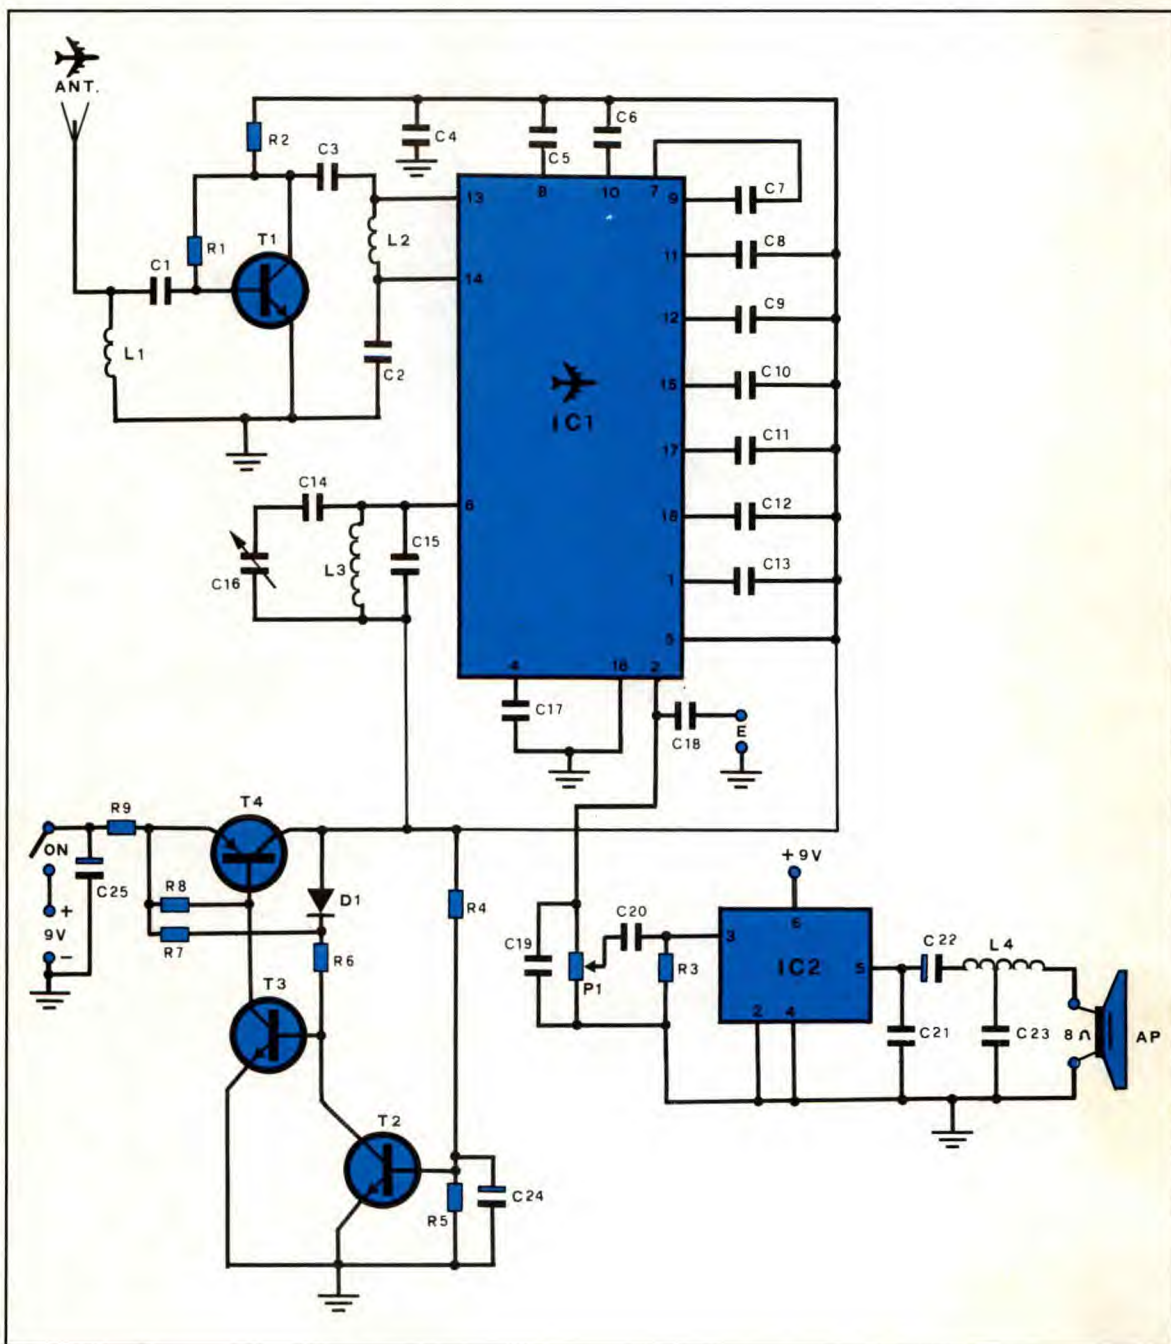 ANT.
R2
C4
C5
C6
C3
13
8
10
7
9
C7
R1
T1
L2
11
C8
C1
14
12
C9
L1
C2
15
C10
IC1
17
C11
C14
6
18
C12
C15
C16
L3
1
C13
5
4
16
2
C17
C18
E
T4
R9
ON
+9V
C25
R8
D1
R4
+
9V
R7
C20
6
C19
3
IC2
C22
L4
-
R6
P1
R3
5
T3
2
4
C21
C23
8Ω
AP
T2
R5
C24